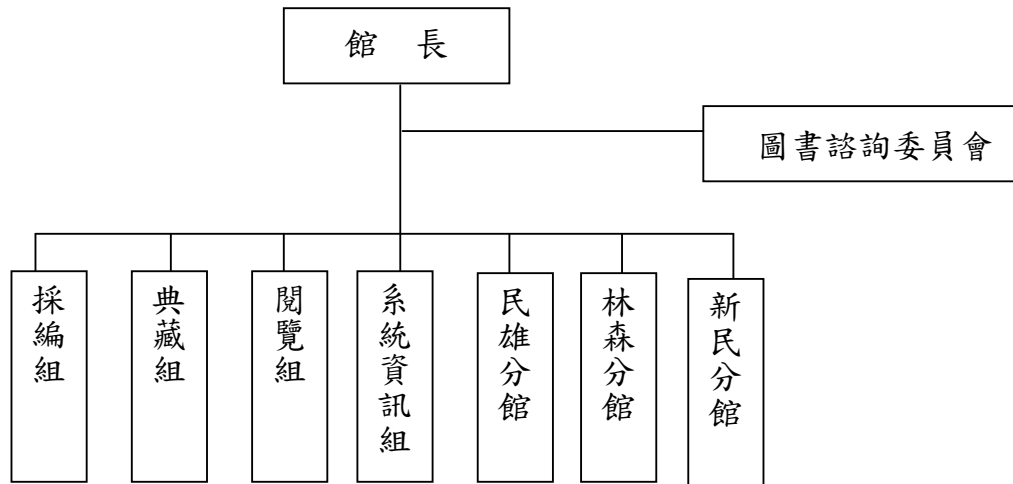 館　長
圖書諮詢委員會
採編組
典藏組
閱覽組
系統資訊組
民雄分館
林森分館
新民分館